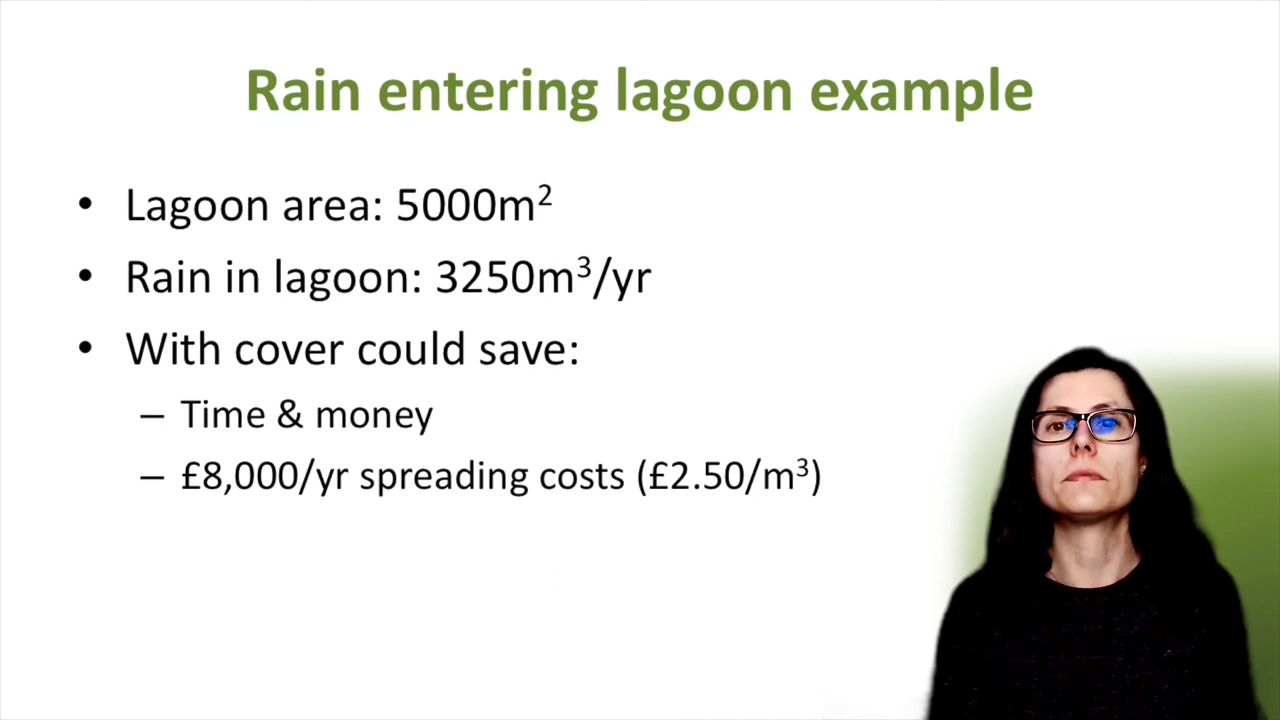 Rain entering lagoon example
• Lagoon area: 5000m²
• Rain in lagoon: 3250m³/yr
• With cover could save:
– Time & money
– £8,000/yr spreading costs (£2.50/m³)